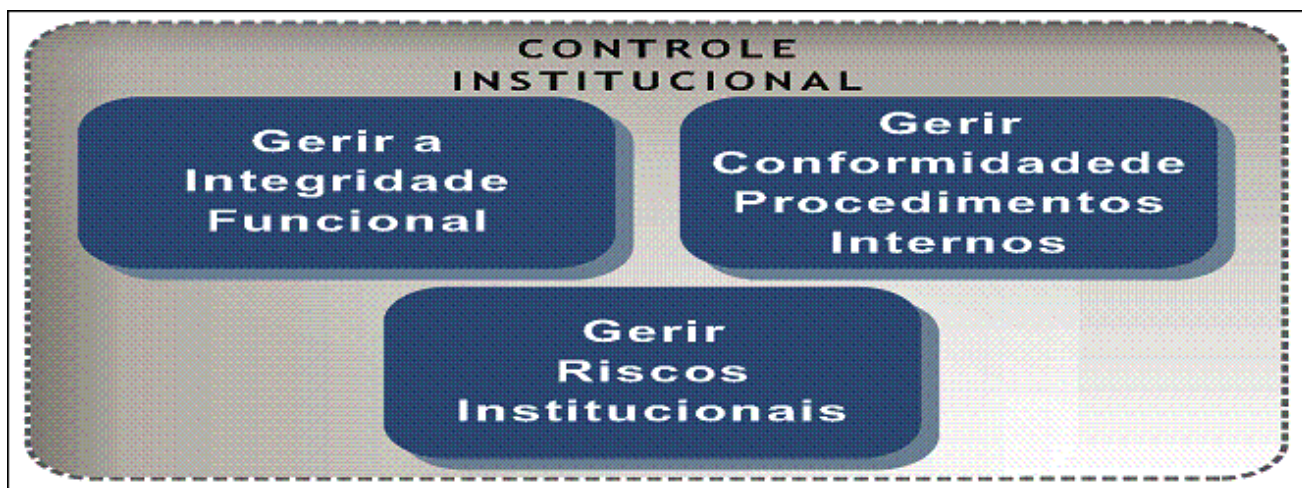 CONTROLE
INSTITUCIONAL
Gerir a
Integridade
Funcional
Gerir
Conformidadede
Procedimentos
Internos
Gerir
Riscos
Institucionais